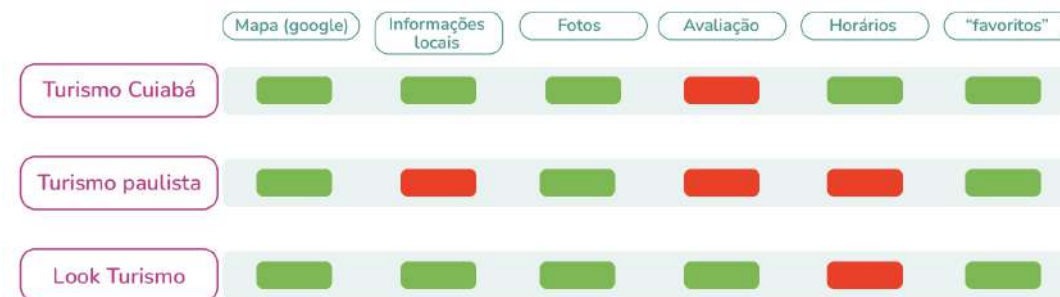 Mapa (google)
Informações
locais
Fotos
Avaliação
Horários
“favoritos”
Turismo Cuiabá
Turismo paulista
Look Turismo